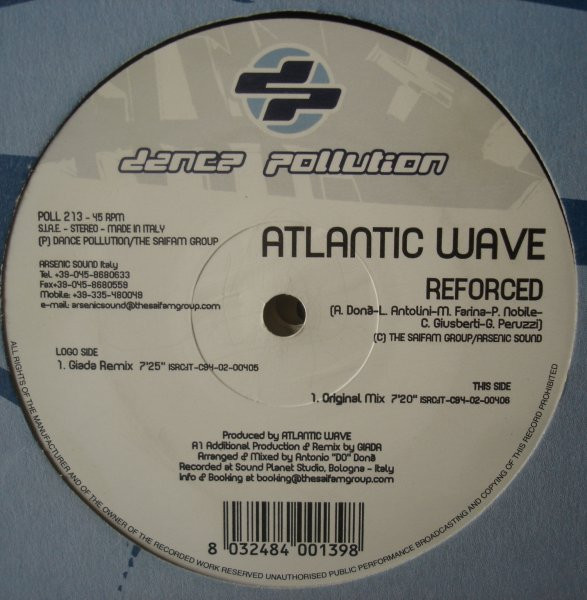 dance pollution
POLL 213 - 45 RPM
S.I.A.E. - STEREO - MADE IN ITALY
(P) DANCE POLLUTION/THE SAIFAM GROUP
ARSENIC SOUND Italy
Tel. +39-045-8680633
Fax+39-045-8680559
Mobile: +39-335-480049
e-mail: arsenicsound@thesaifamgroup.com
ATLANTIC WAVE
REFORCED
(A. Donà-L. Antolini-M. Farina-P. Nobile-
C. Giusberti-G. Peruzzi)
(C) THE SAIFAM GROUP/ARSENIC SOUND
LOGO SIDE
1. Giada Remix 7'25" ISRC:IT-C94-02-00405
THIS SIDE
1. Original Mix 7'20" ISRC:IT-C94-02-00406
Produced by ATLANTIC WAVE
A1 Additional Production & Remix by GIADA
Arranged & Mixed by Antonio "DO" Donà
Recorded at Sound Planet Studio, Bologna - Italy
Info & Booking at booking@thesaifamgroup.com
8 032484 001398
ALL RIGHTS OF THE MANUFACTURER AND OF THE OWNER OF THE RECORDED WORK RESERVED UNAUTHORISED PUBLIC PERFORMANCE BROADCASTING AND COPYING OF THIS RECORD PROHIBITED